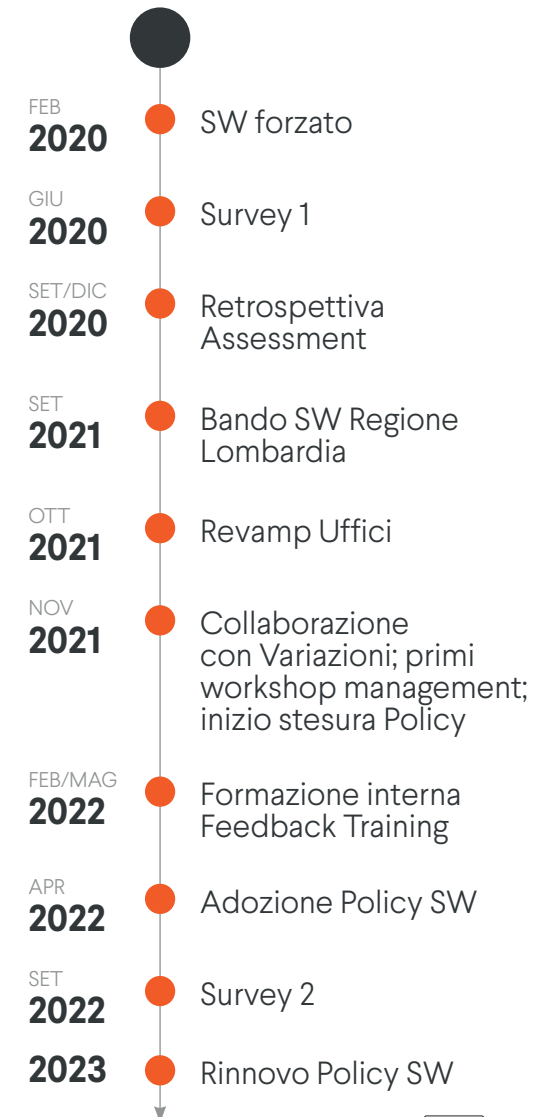 FEB
2020
SW forzato
GIU
2020
Survey 1
SET/DIC
2020
Retrospettiva
Assessment
SET
2021
Bando SW Regione
Lombardia
OTT
2021
Revamp Uffici
NOV
2021
Collaborazione
con Variazioni; primi
workshop management;
inizio stesura Policy
FEB/MAG
2022
Formazione interna
Feedback Training
APR
2022
Adozione Policy SW
SET
2022
Survey 2
2023
Rinnovo Policy SW